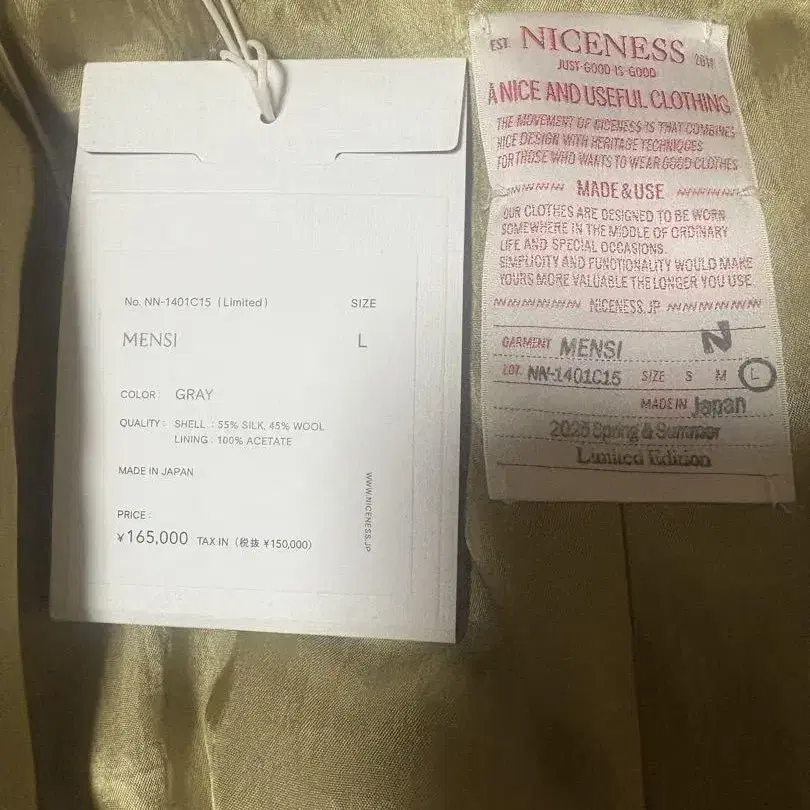 No. NN-1401C15 (Limited)
SIZE
MENSI
L
COLOR: GRAY
QUALITY: SHELL : 55% SILK, 45% WOOL
LINING : 100% ACETATE
MADE IN JAPAN
PRICE :
¥165,000 TAX IN (税抜 ¥150,000)
WWW.NICENESS.JP
EST. NICENESS
JUST·GOOD·IS·GOOD
A NICE AND USEFUL CLOTHING
THE MOVEMENT OF NICENESS IS THAT COMBINES
NICE DESIGN WITH HERITAGE TECHNIQUES
FOR THOSE WHO WANTS TO WEAR GOOD CLOTHES
MADE & USE
OUR CLOTHES ARE DESIGNED TO BE WORN
SOMEWHERE IN THE MIDDLE OF ORDINARY
LIFE AND SPECIAL OCCASIONS.
SIMPLICITY AND FUNCTIONALITY WOULD MAKE
YOURS MORE VALUABLE THE LONGER YOU USE.
NICENESS.JP
GARMENT MENSI N
LOT. NN-1401C15 SIZE S M L
MADE IN Japan
2025 Spring & Summer
Limited Edition